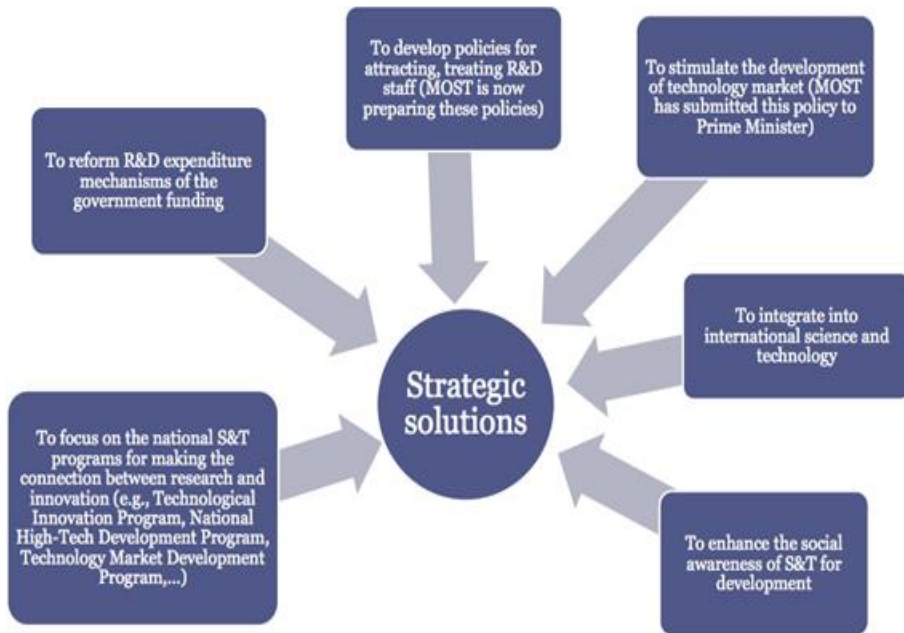 To develop policies for
attracting, treating R&D
staff (MOST is now
preparing these policies)
To stimulate the development
of technology market (MOST
has submitted this policy to
Prime Minister)
To reform R&D expenditure
mechanisms of the
government funding
To integrate into
international science and
technology
Strategic
solutions
To focus on the national S&T
programs for making the
connection between research and
innovation (e.g., Technological
Innovation Program, National
High-Tech Development Program,
Technology Market Development
Program,...)
To enhance the social
awareness of S&T for
development